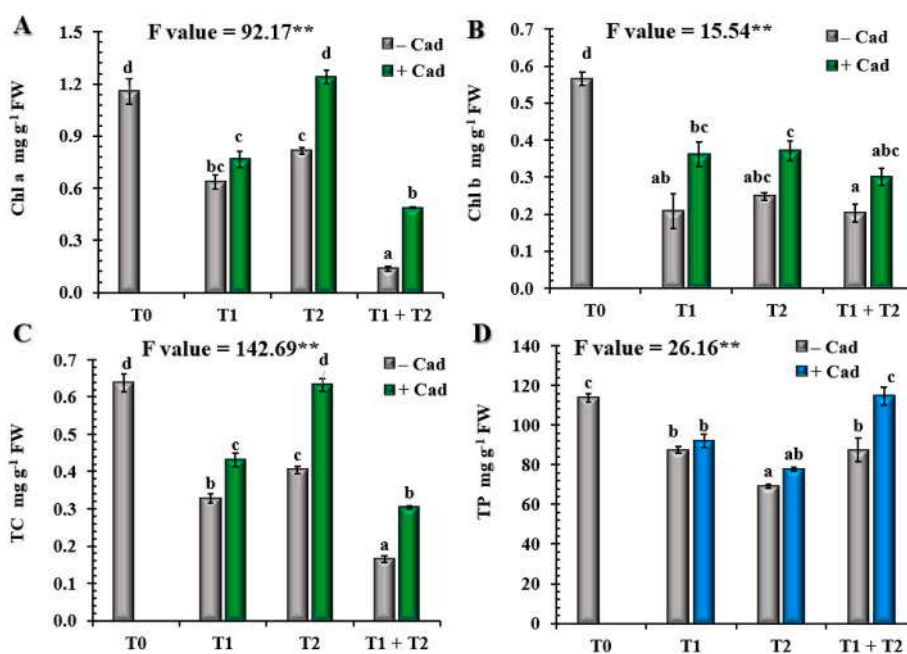 A
F value = 92.17**
– Cad
+ Cad
Chl a mg g-1 FW
1.5
1.2
0.9
0.6
0.3
0.0
d
bc
c
c
d
a
b
T0
T1
T2
T1 + T2
B
F value = 15.54**
– Cad
+ Cad
Chl b mg g-1 FW
0.7
0.6
0.5
0.4
0.3
0.2
0.1
0.0
d
ab
bc
abc
c
a
abc
T0
T1
T2
T1 + T2
C
F value = 142.69**
– Cad
+ Cad
TC mg g-1 FW
0.7
0.6
0.4
0.3
0.1
0.0
d
b
c
c
d
a
b
T0
T1
T2
T1 + T2
D
F value = 26.16**
– Cad
+ Cad
TP mg g-1 FW
140
120
100
80
60
40
20
0
c
b
b
a
ab
b
c
T0
T1
T2
T1 + T2